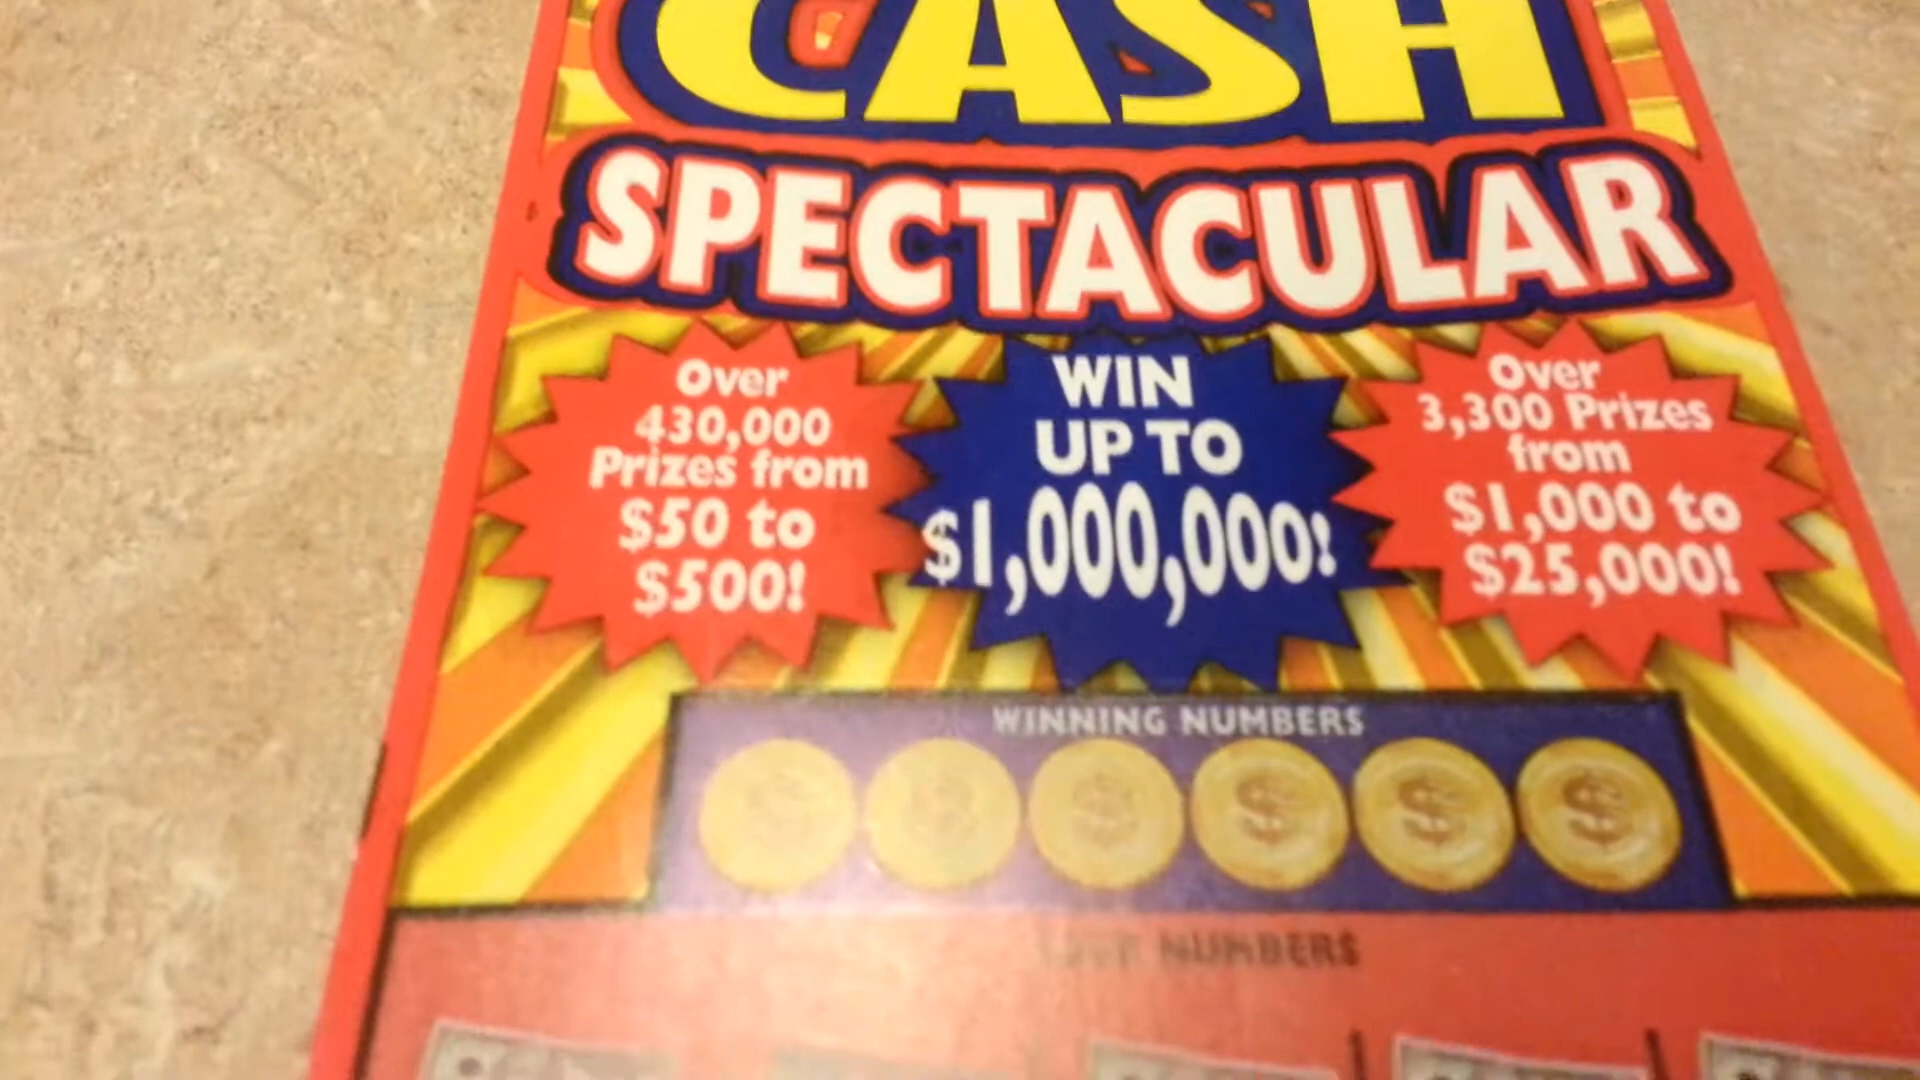 CASH
SPECTACULAR
Over
430,000
Prizes from
$50 to
$500!
WIN
UP TO
$1,000,000!
Over
3,300 Prizes
from
$1,000 to
$25,000!
WINNING NUMBERS
$ $ $ $ $ $
NUMBERS